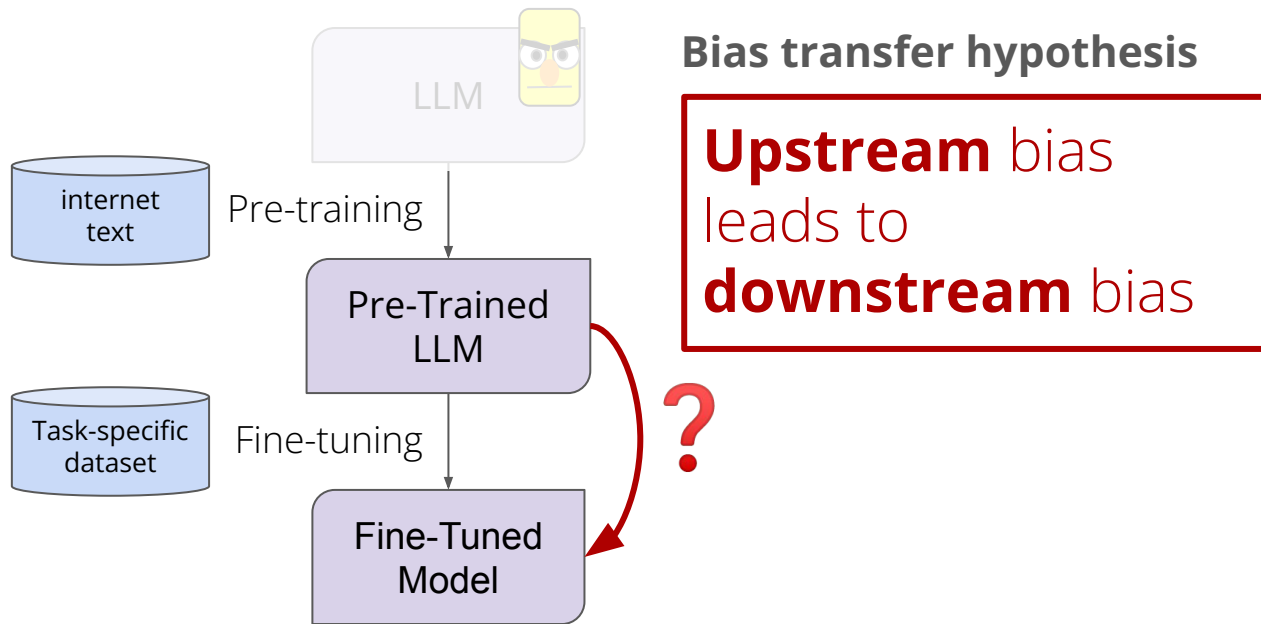 LLM
Bias transfer hypothesis
Upstream bias
leads to
downstream bias
internet
text
Pre-training
Pre-Trained
LLM
Task-specific
dataset
Fine-tuning
?
Fine-Tuned
Model